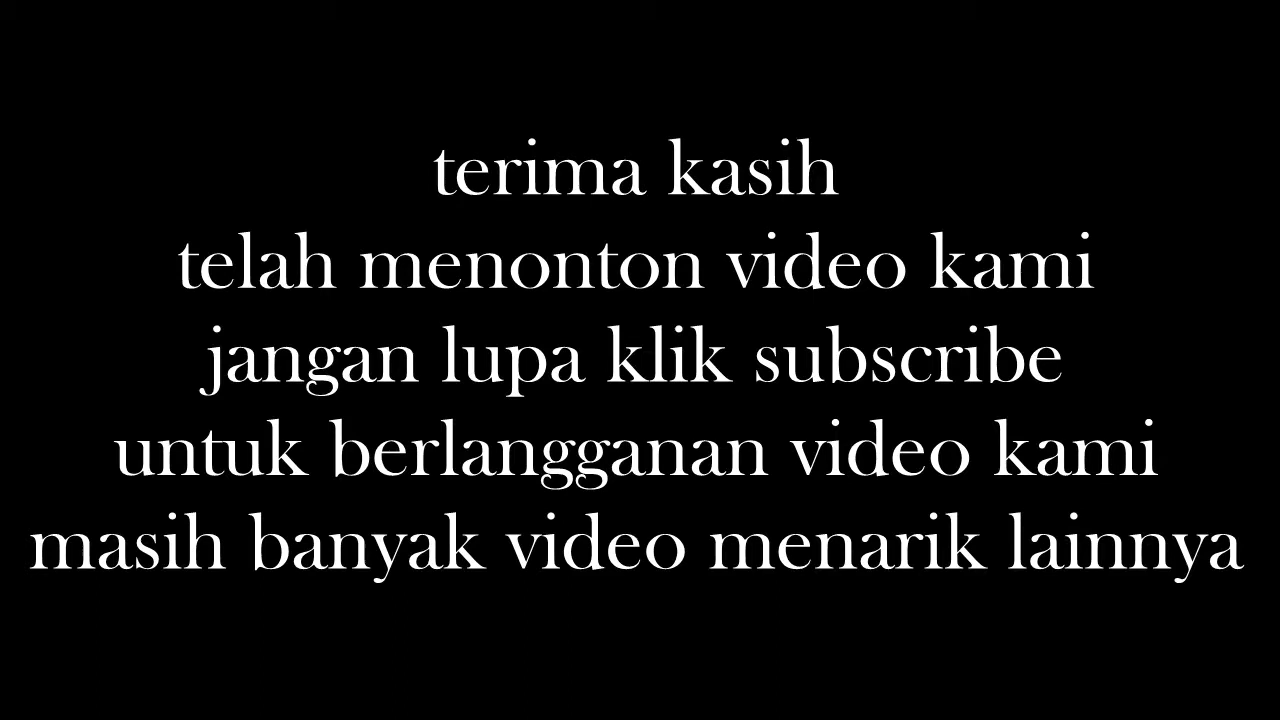 terima kasih
telah menonton video kami
jangan lupa klik subscribe
untuk berlangganan video kami
masih banyak video menarik lainnya